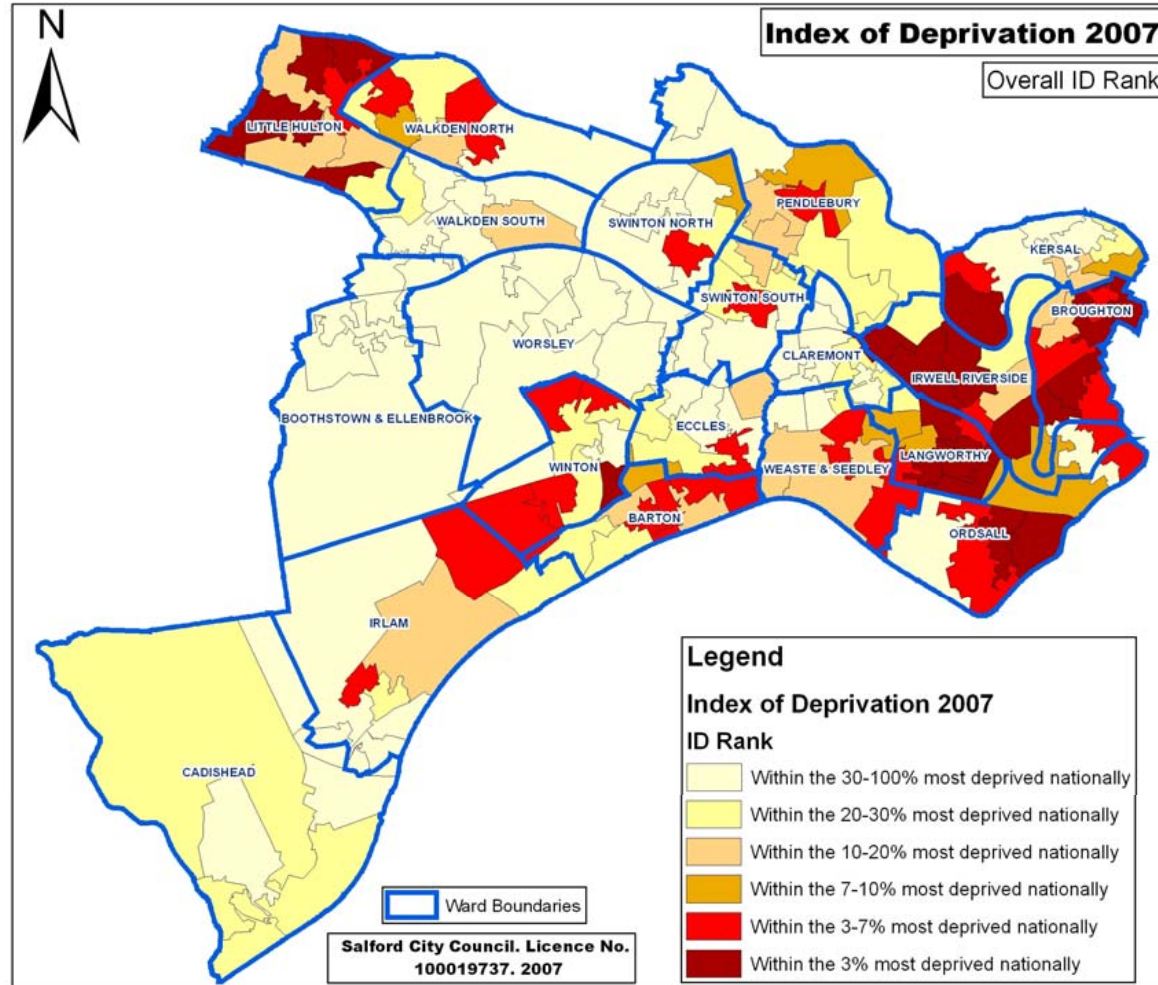 N
Index of Deprivation 2007
Overall ID Rank
LITTLE HULTON
WALKDEN NORTH
WALKDEN SOUTH
SWINTON NORTH
PENDLEBURY
KERSAL
SWINTON SOUTH
BROUGHTON
WORSLEY
CLAREMONT
IRWELL RIVERSIDE
BOOTHSTOWN & ELLENBROOK
ECCLES
WINTON
WEASTE & SEEDLEY
LANGWORTHY
BARTON
ORDSALL
IRLAM
CADISHEAD
Legend
Index of Deprivation 2007
ID Rank
Within the 30-100% most deprived nationally
Within the 20-30% most deprived nationally
Within the 10-20% most deprived nationally
Within the 7-10% most deprived nationally
Within the 3-7% most deprived nationally
Within the 3% most deprived nationally
Ward Boundaries
Salford City Council. Licence No.
100019737. 2007